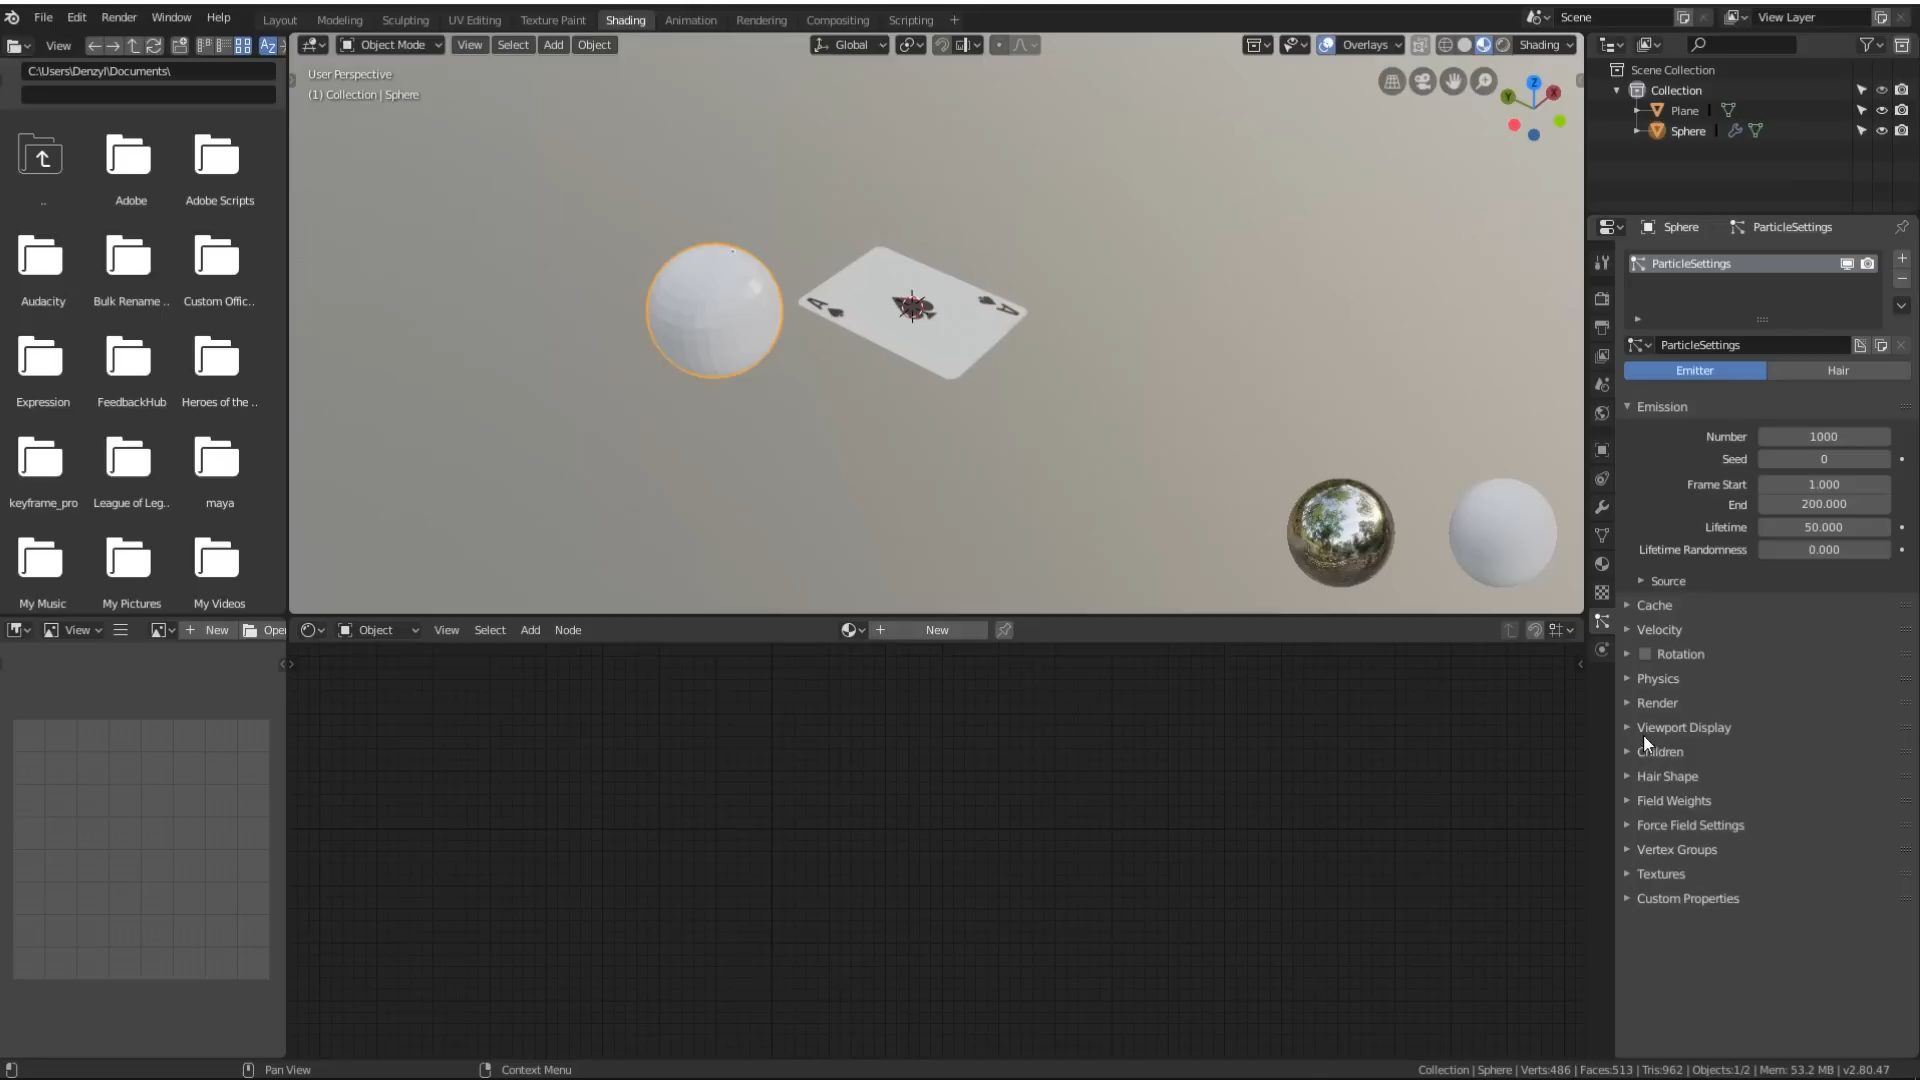 File Edit Render Window Help
Layout Modeling Sculpting UV Editing Texture Paint Shading Animation Rendering Compositing Scripting +
Scene
View Layer
View
C:\Users\Denzyl\Documents\
..
Adobe
Adobe Scripts
Audacity
Bulk Rename ..
Custom Offic..
Expression
FeedbackHub
Heroes of the ..
keyframe_pro
League of Leg..
maya
My Music
My Pictures
My Videos
Object Mode View Select Add Object
Global
Overlays
Shading
User Perspective
(1) Collection | Sphere
Z
Y
X
A
A
Scene Collection
Collection
Plane
Sphere
Sphere ParticleSettings
ParticleSettings
ParticleSettings
Emitter Hair
Emission
Number 1000
Seed 0
Frame Start 1.000
End 200.000
Lifetime 50.000
Lifetime Randomness 0.000
Source
Cache
Velocity
Rotation
Physics
Render
Viewport Display
Children
Hair Shape
Field Weights
Force Field Settings
Vertex Groups
Textures
Custom Properties
View + New Ope
Object View Select Add Node
+ New
Pan View
Context Menu
Collection | Sphere | Verts:486 | Faces:513 | Tris:962 | Objects:1/2 | Mem: 53.2 MB | v2.80.47